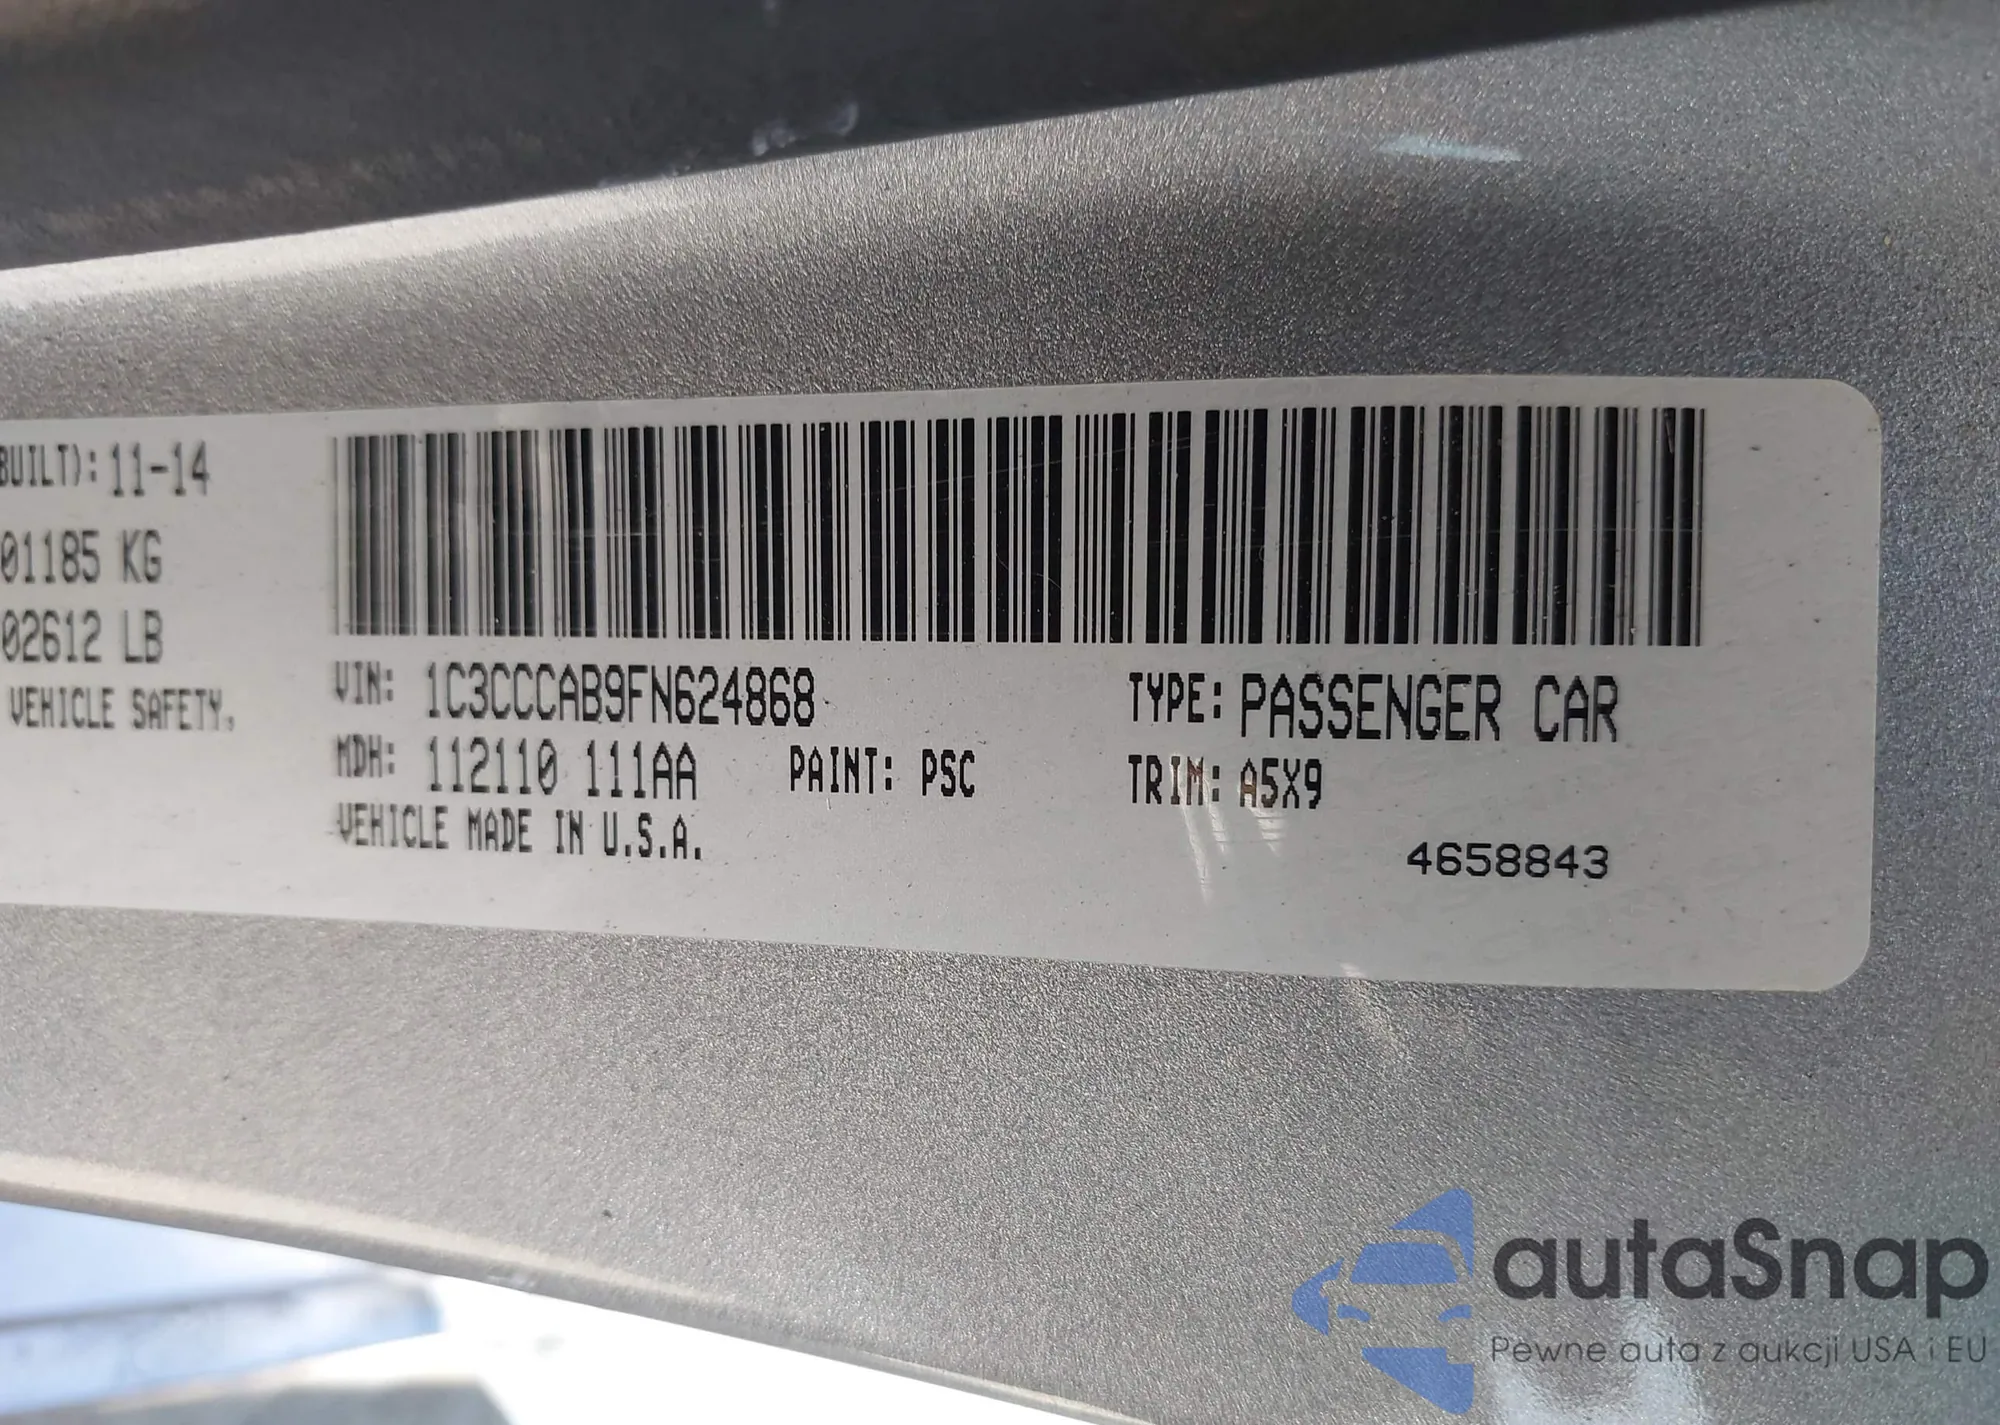 BUILT): 11-14
01185 KG
02612 LB
VEHICLE SAFETY,
VIN: 1C3CCCAB9FN624868 TYPE: PASSENGER CAR
MDH: 112110 111AA PAINT: PSC TRIM: A5X9
VEHICLE MADE IN U.S.A.
4658843
autaSnap
Pewne auta z aukcji USA i EU